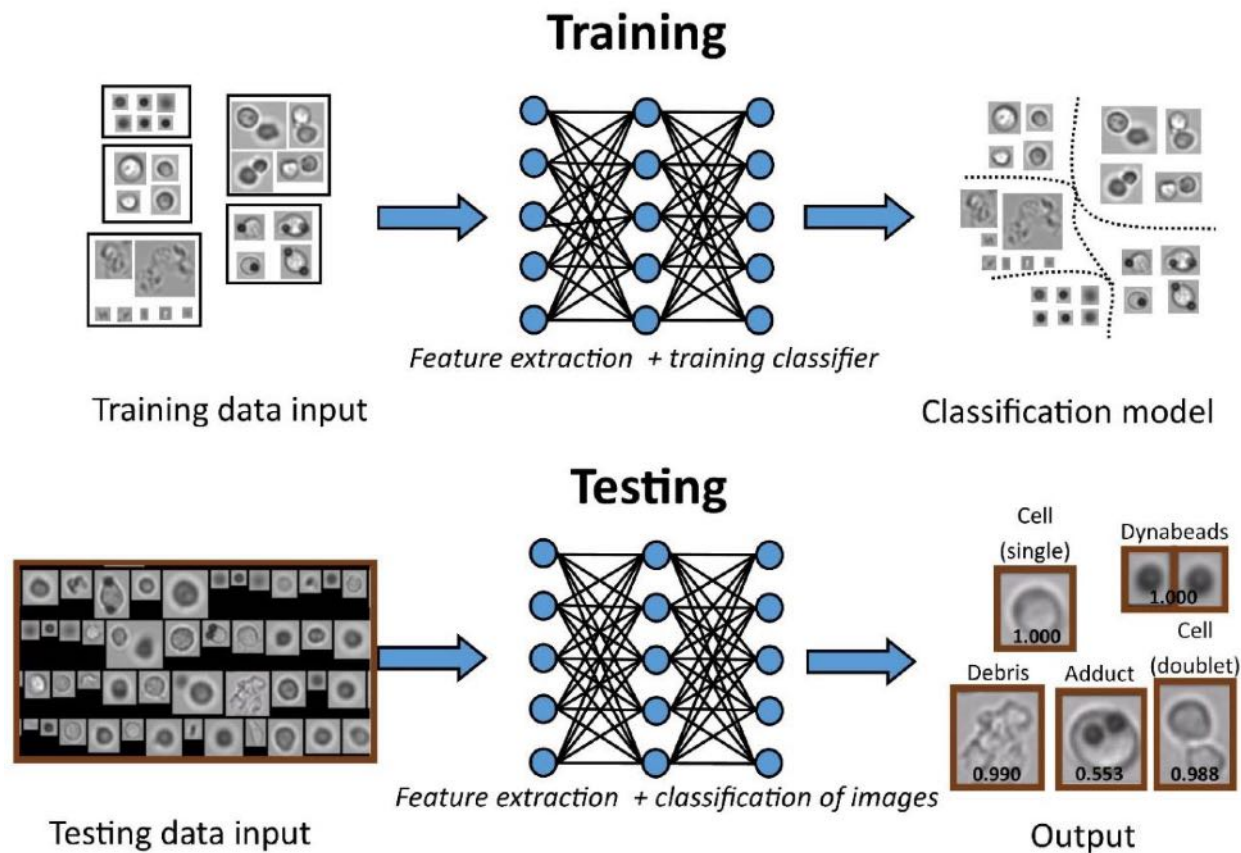 Training
Feature extraction + training classifier
Training data input
Classification model
Testing
Cell
(single)
1.000
Dynabeads
1.000
Debris
0.990
Adduct
0.553
Cell
(doublet)
0.988
Feature extraction + classification of images
Testing data input
Output